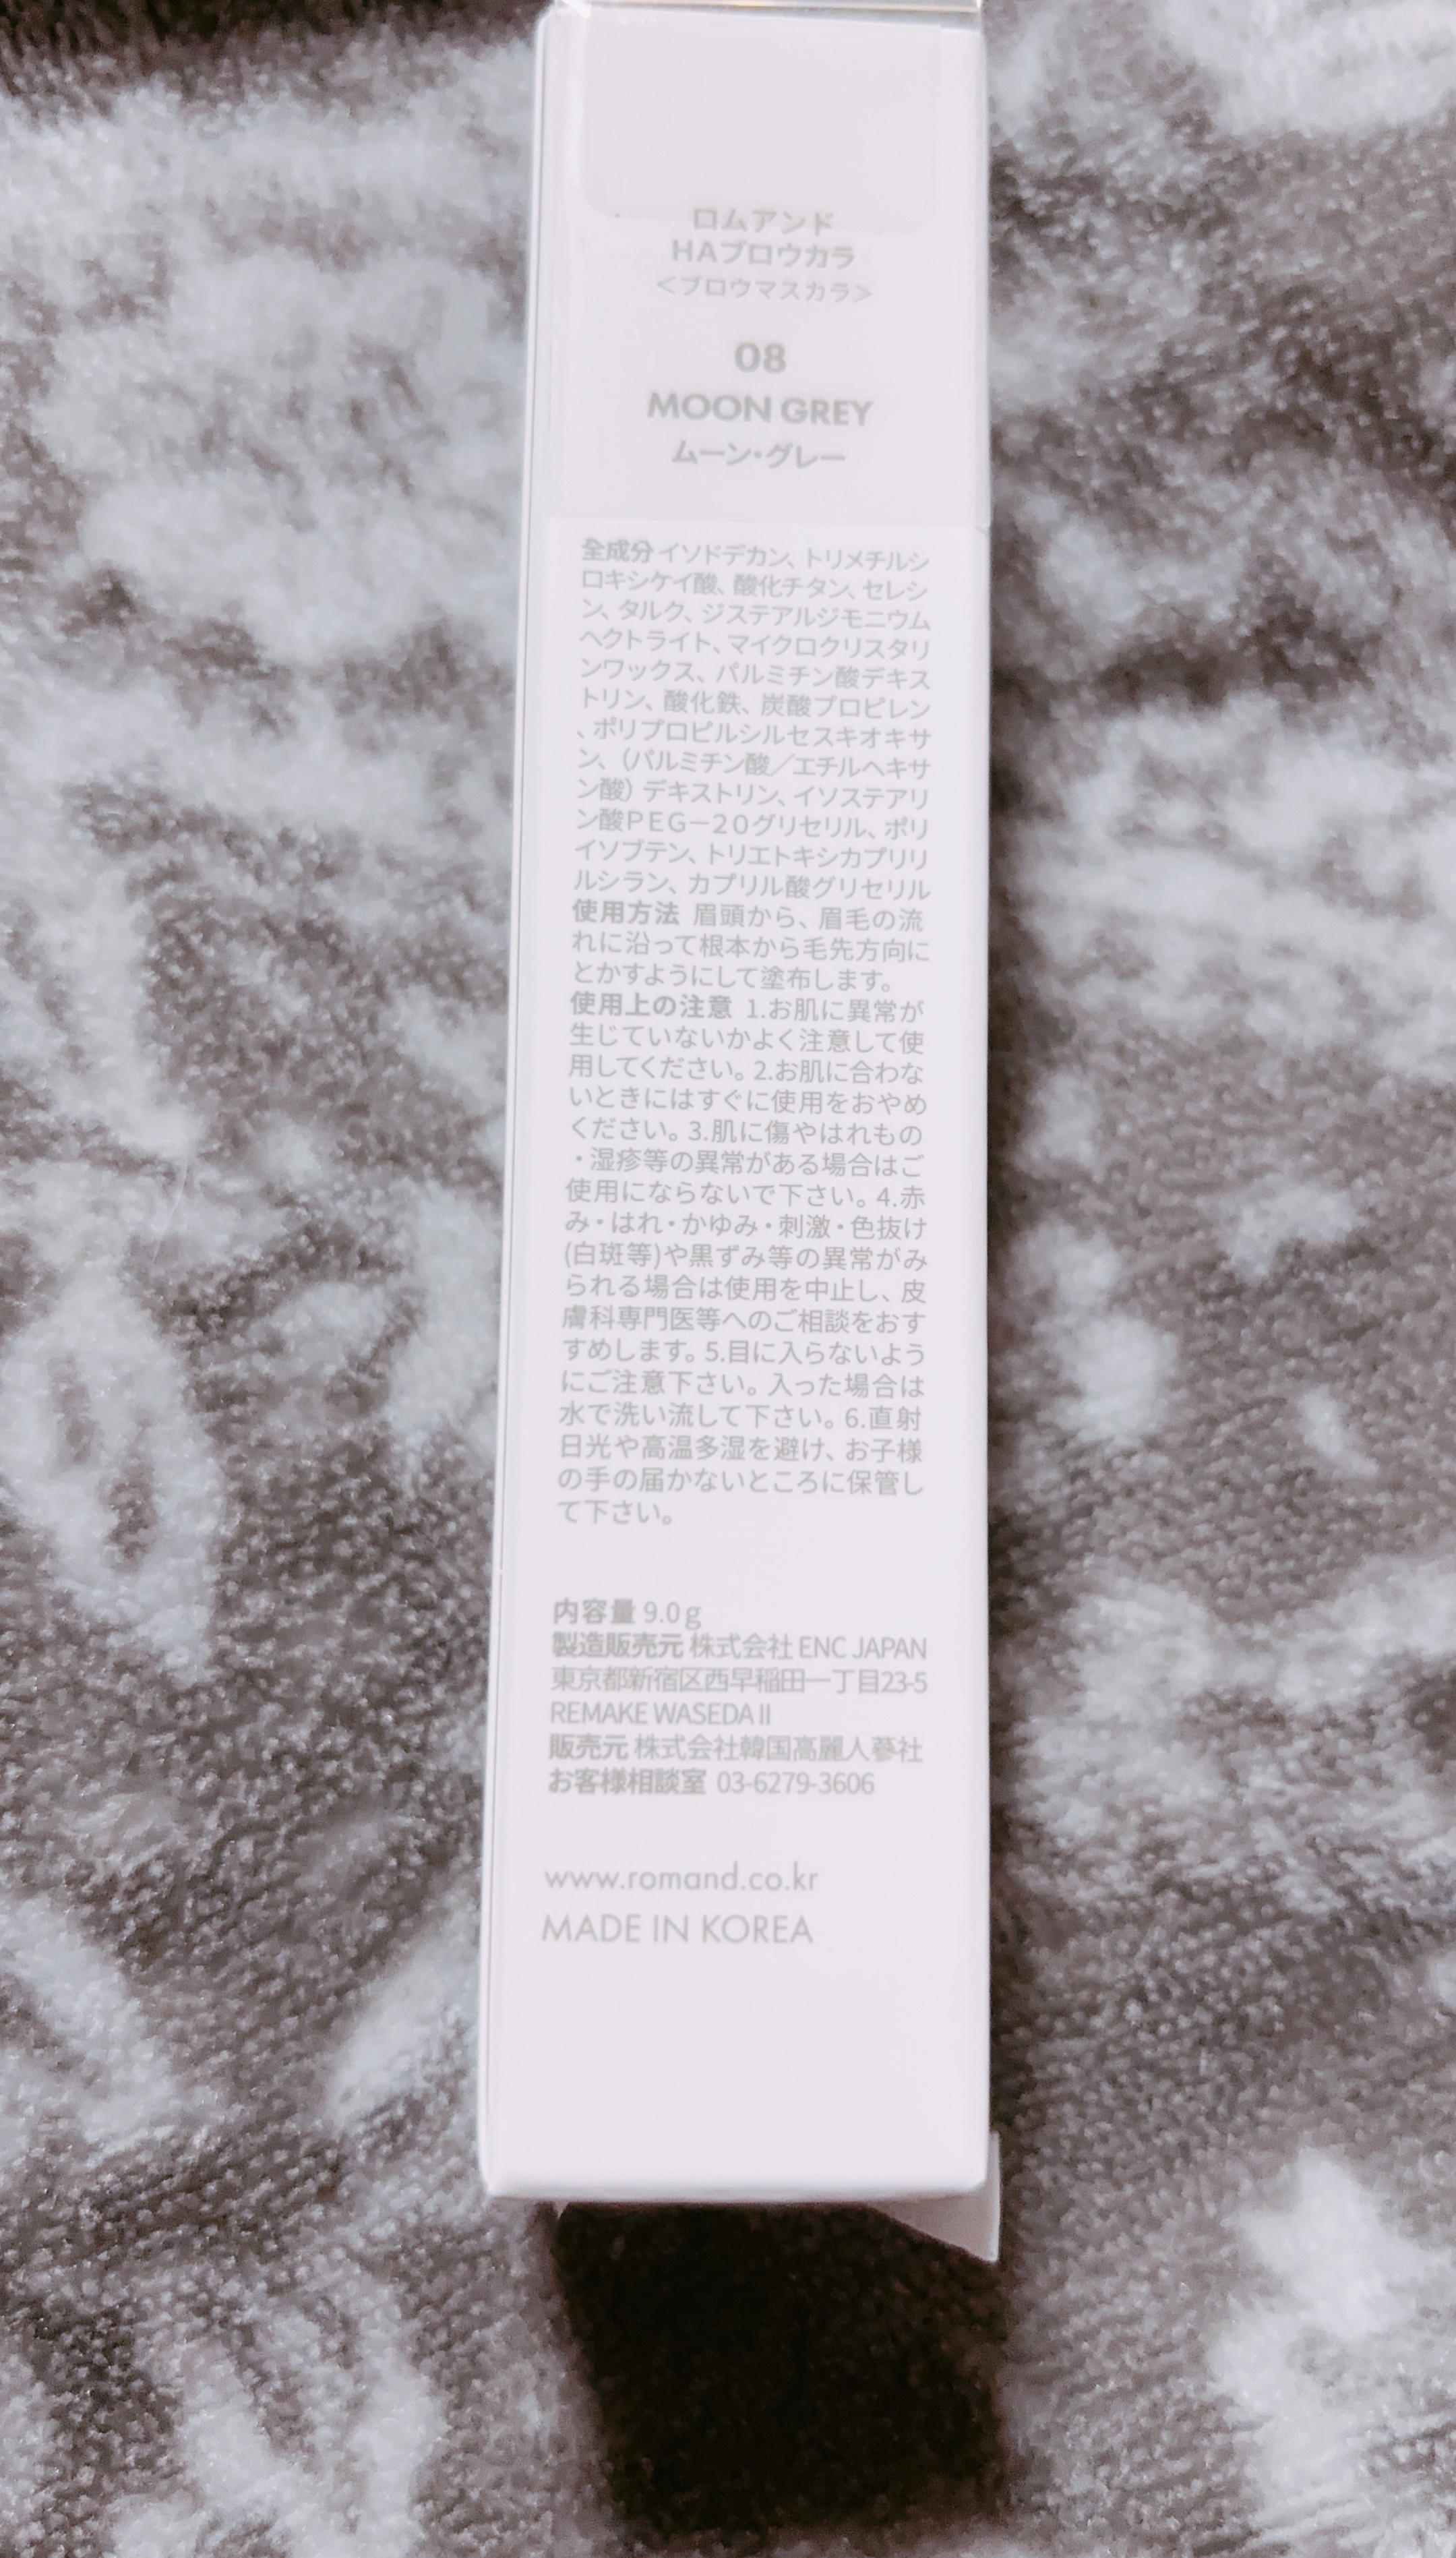 ロムアンド
HAブロウカラ
＜ブロウマスカラ＞
08
MOON GREY
ムーン・グレー
全成分 イソドデカン、トリメチルシ
ロキシケイ酸、酸化チタン、セレシ
ン、タルク、ジステアルジモニウム
ヘクトライト、マイクロクリスタリ
ンワックス、パルミチン酸デキス
トリン、酸化鉄、炭酸プロピレン
、ポリプロピルシルセスキオキサ
ン、（パルミチン酸／エチルヘキサ
ン酸）デキストリン、イソステアリ
ン酸PEG－20グリセリル、ポリ
イソブテン、トリエトキシカプリリ
ルシラン、カプリル酸グリセリル
使用方法 眉頭から、眉毛の流
れに沿って根本から毛先方向に
とかすようにして塗布します。
使用上の注意 1.お肌に異常が
生じていないかよく注意して使
用してください。2.お肌に合わな
いときにはすぐに使用をおやめ
ください。3.肌に傷やはれもの
・湿疹等の異常がある場合はご
使用にならないで下さい。4.赤
み・はれ・かゆみ・刺激・色抜け
(白斑等)や黒ずみ等の異常がみ
られる場合は使用を中止し、皮
膚科専門医等へのご相談をおす
すめします。5.目に入らないよう
にご注意下さい。入った場合は
水で洗い流して下さい。6.直射
日光や高温多湿を避け、お子様
の手の届かないところに保管し
て下さい。
内容量 9.0g
製造販売元 株式会社 ENC JAPAN
東京都新宿区西早稲田一丁目23-5
REMAKE WASEDA II
販売元 株式会社韓国高麗人蔘社
お客様相談室 03-6279-3606
www.romand.co.kr
MADE IN KOREA